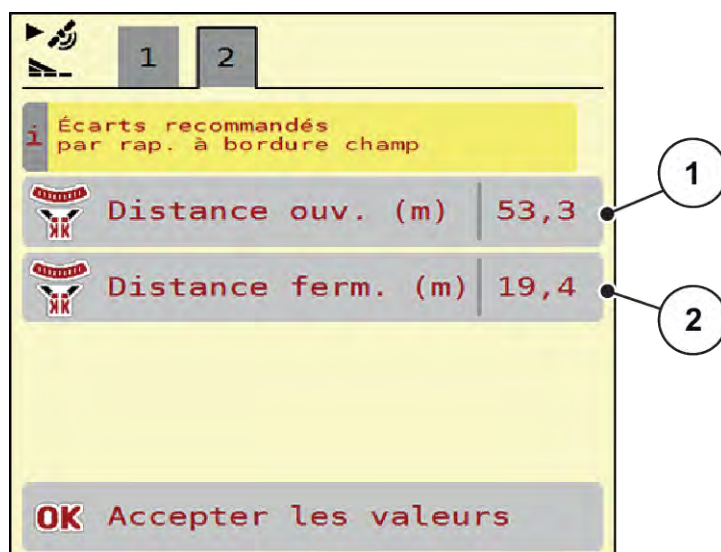 1 2
i Écarts recommandés
par rap. à bordure champ
Distance ouv. (m) 53,3
1
Distance ferm. (m) 19,4
2
OK Accepter les valeurs